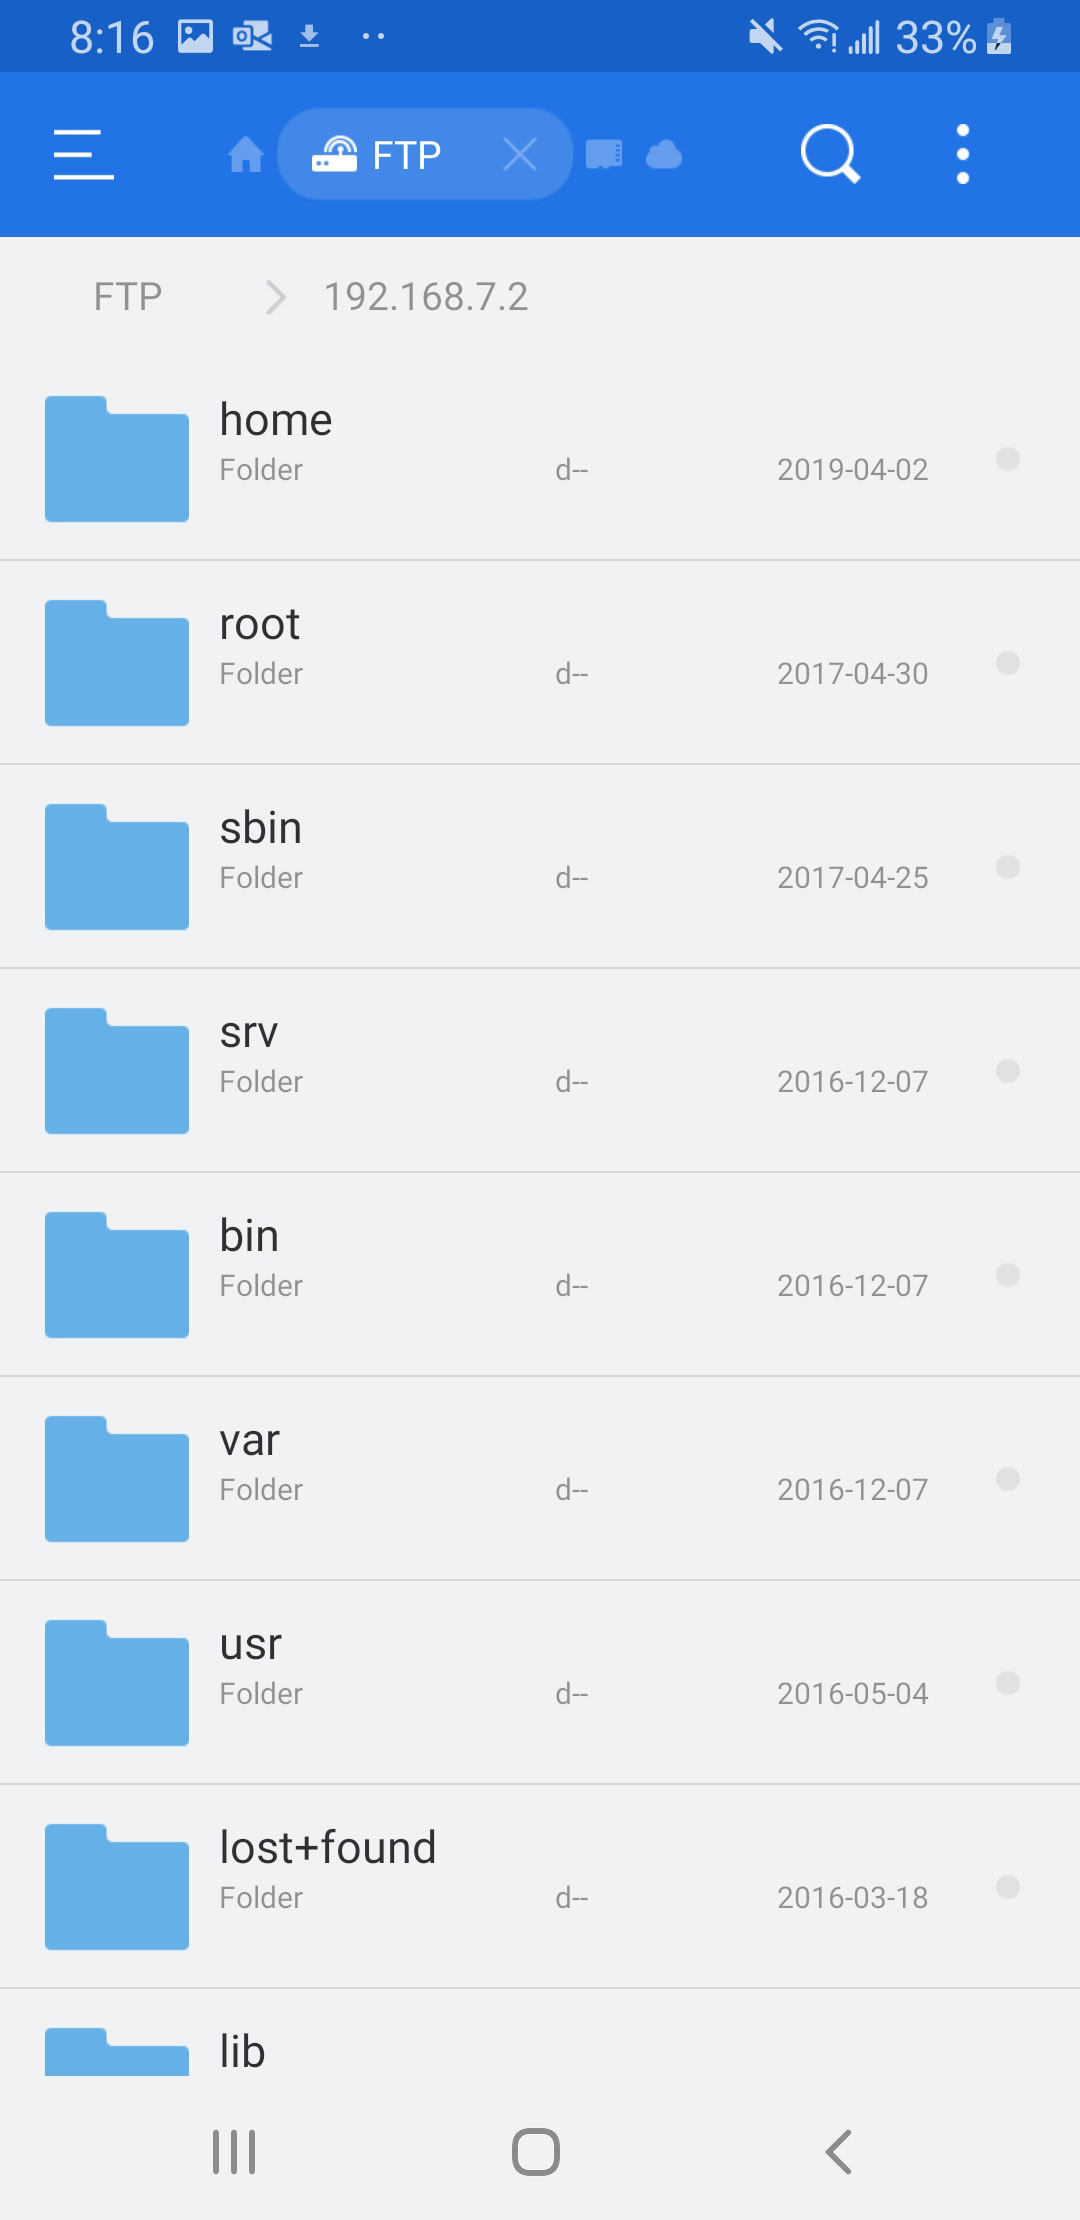 8:16 33%
FTP
FTP 192.168.7.2
home
Folder d-- 2019-04-02
root
Folder d-- 2017-04-30
sbin
Folder d-- 2017-04-25
srv
Folder d-- 2016-12-07
bin
Folder d-- 2016-12-07
var
Folder d-- 2016-12-07
usr
Folder d-- 2016-05-04
lost+found
Folder d-- 2016-03-18
lib